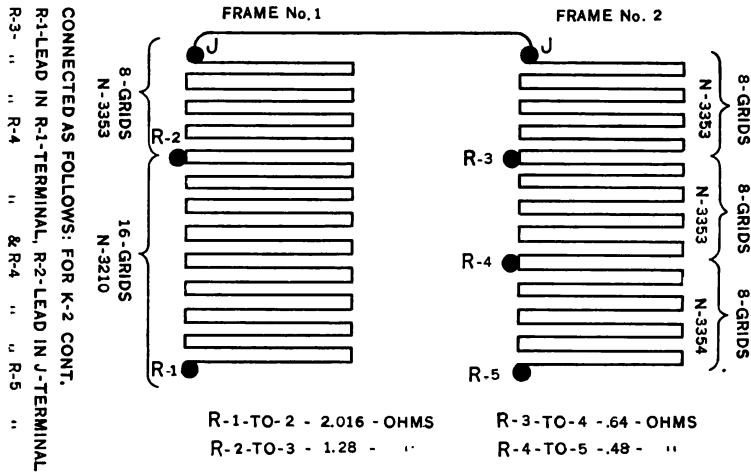 FRAME No. 1
FRAME No. 2
J
J
8-GRIDS
N-3353
R-2
16-GRIDS
N-3210
R-1
8-GRIDS
N-3353
R-3
8-GRIDS
N-3353
R-4
8-GRIDS
N-3354
R-5
R-1-TO-2 - 2.016 - OHMS
R-2-TO-3 - 1.28 - "
R-3-TO-4 -.64 - OHMS
R-4-TO-5 -.48 - "
CONNECTED AS FOLLOWS: FOR K-2 CONT.
R-1-LEAD IN R-1-TERMINAL, R-2-LEAD IN J-TERMINAL
R-3- " " R-4 " & R-4 " " R-5 "